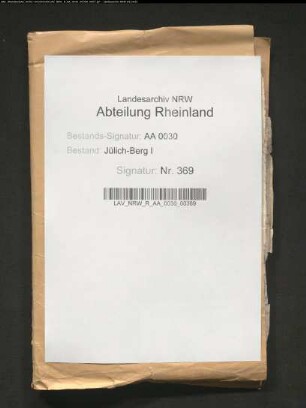 Landesarchiv NRW
Abteilung Rheinland
Bestands-Signatur: AA 0030
Bestand: Jülich-Berg I
Signatur: Nr. 369
LAV_NRW_R_AA_0030_00369